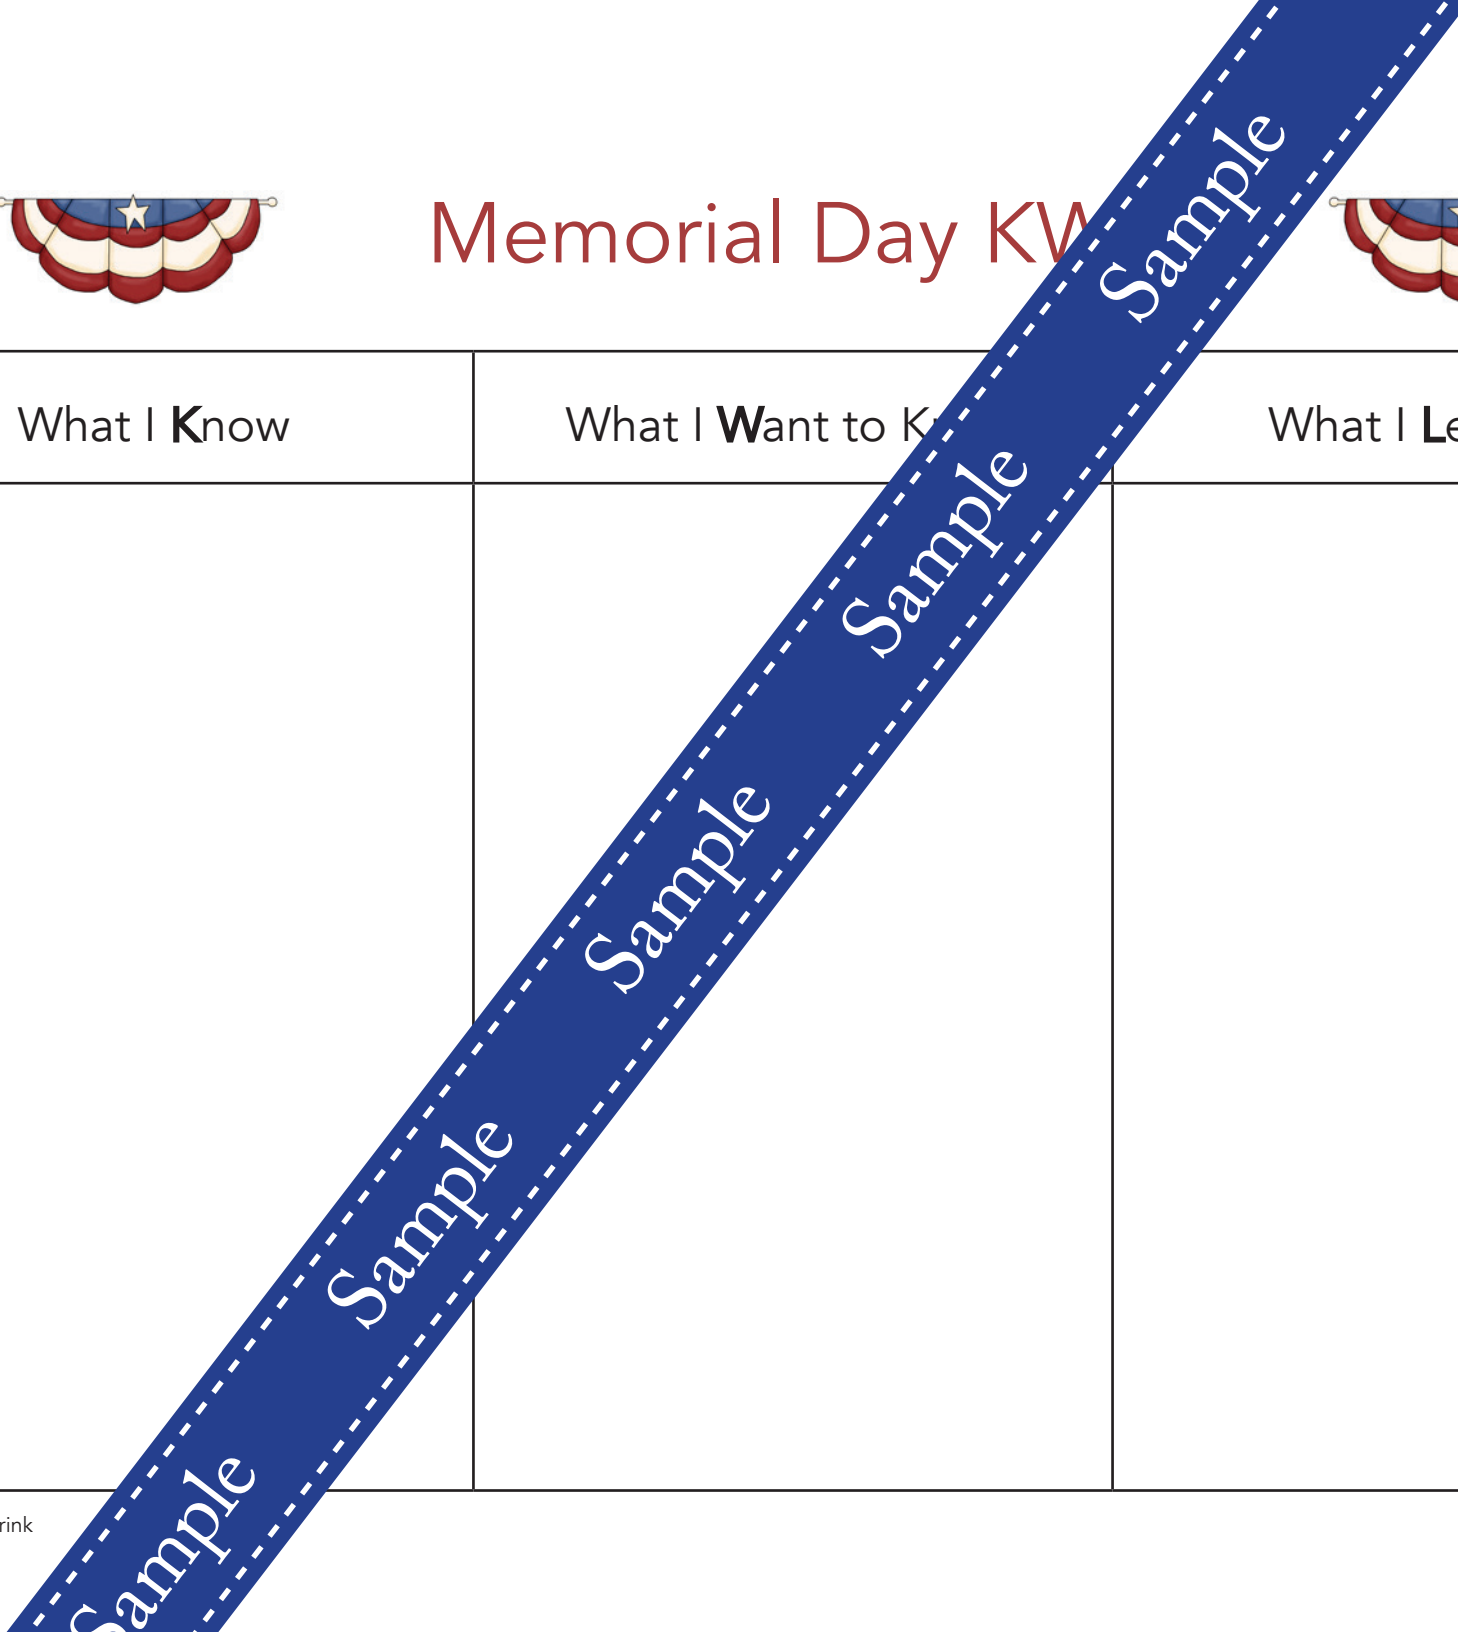 Memorial Day KW
What I Know
What I Want to K
What I Le
Sample
Sample
Sample
Sample
Sample
rink